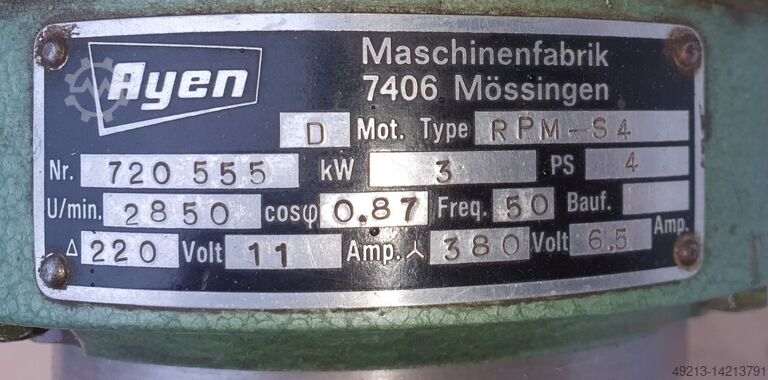 Ayen
Maschinenfabrik
7406 Mössingen
D Mot. Type RPM-S4
Nr. 720 555 kW 3 PS 4
U/min. 2850 cosφ 0.87 Freq. 50 Bauf.
Δ 220 Volt 11 Amp. ⅄ 380 Volt 6.5 Amp.
49213-14213791